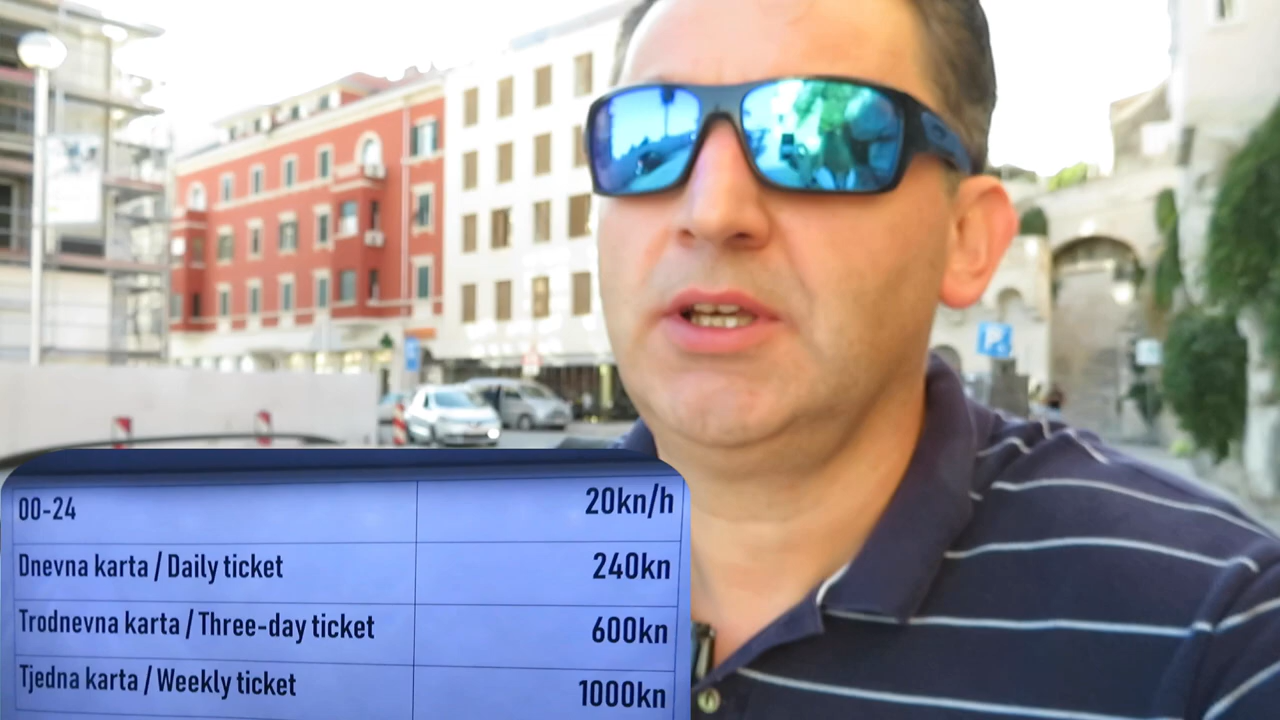 00-24 20kn/h
Dnevna karta / Daily ticket 240kn
Trodnevna karta / Three-day ticket 600kn
Tjedna karta / Weekly ticket 1000kn